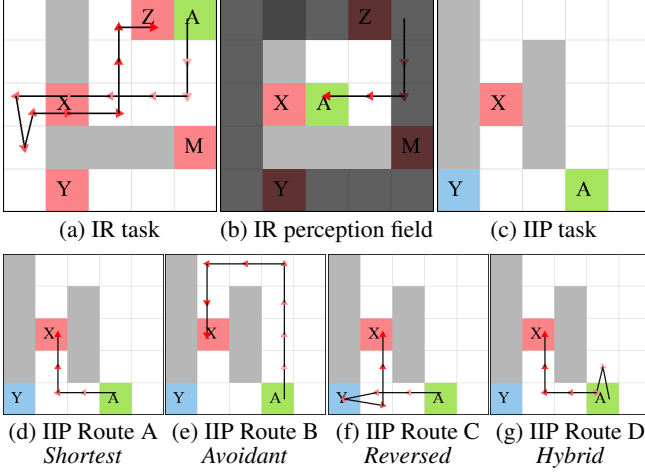 Z A
X
M
Y
(a) IR task
Z
X A
M
Y
(b) IR perception field
X
Y A
(c) IIP task
X
Y A
(d) IIP Route A
Shortest
X
Y A
(e) IIP Route B
Avoidant
X
Y A
(f) IIP Route C
Reversed
X
Y A
(g) IIP Route D
Hybrid